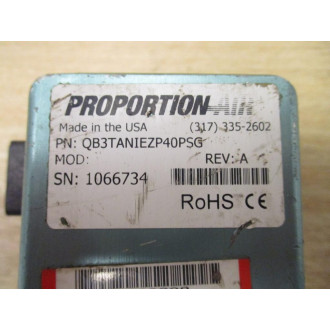 PROPORTION-AIR
Made in the USA (317) 335-2602
PN: QB3TANIEZP40PSG
MOD: REV: A
SN: 1066734
RoHS CE